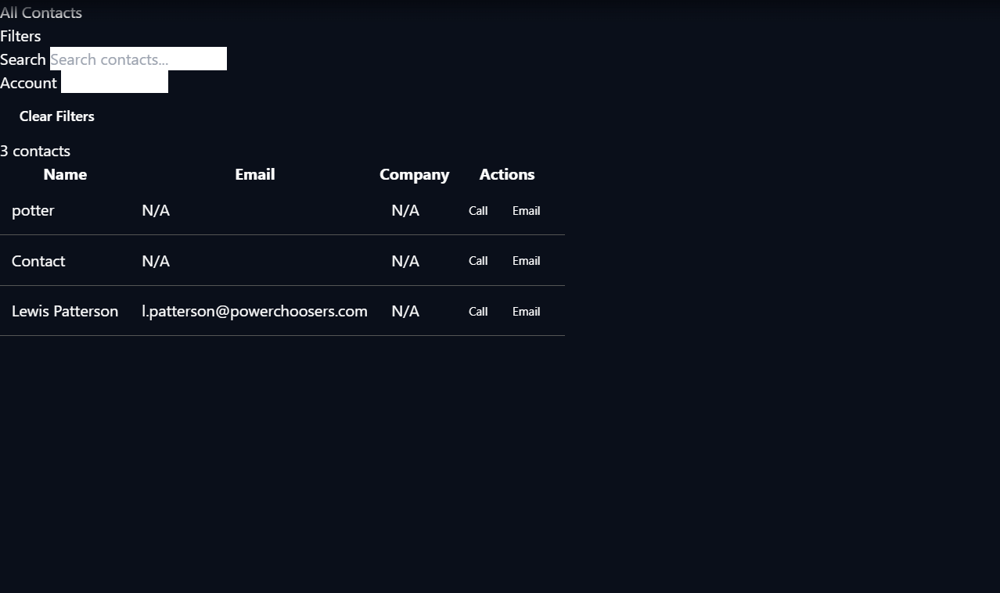 All Contacts
Filters
Search Search contacts...
Account
Clear Filters
3 contacts
Name Email Company Actions
potter N/A N/A Call Email
Contact N/A N/A Call Email
Lewis Patterson l.patterson@powerchoosers.com N/A Call Email